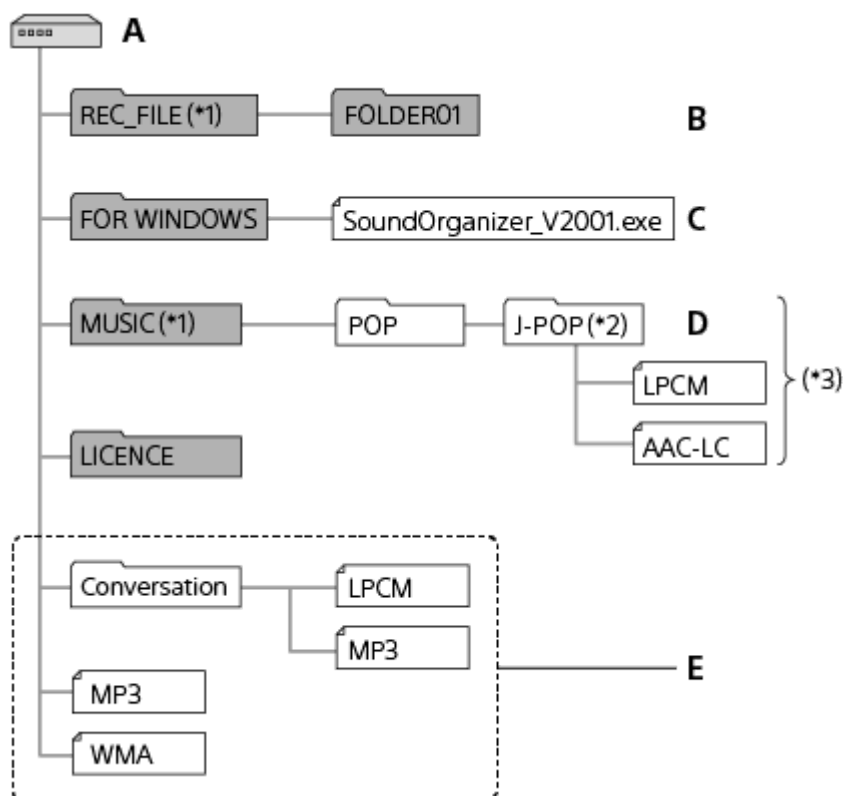 A
REC_FILE (*1) FOLDER01 B
FOR WINDOWS SoundOrganizer_V2001.exe C
MUSIC (*1) POP J-POP (*2) D
LPCM (*3)
AAC-LC
LICENCE
Conversation LPCM
MP3
E
MP3
WMA